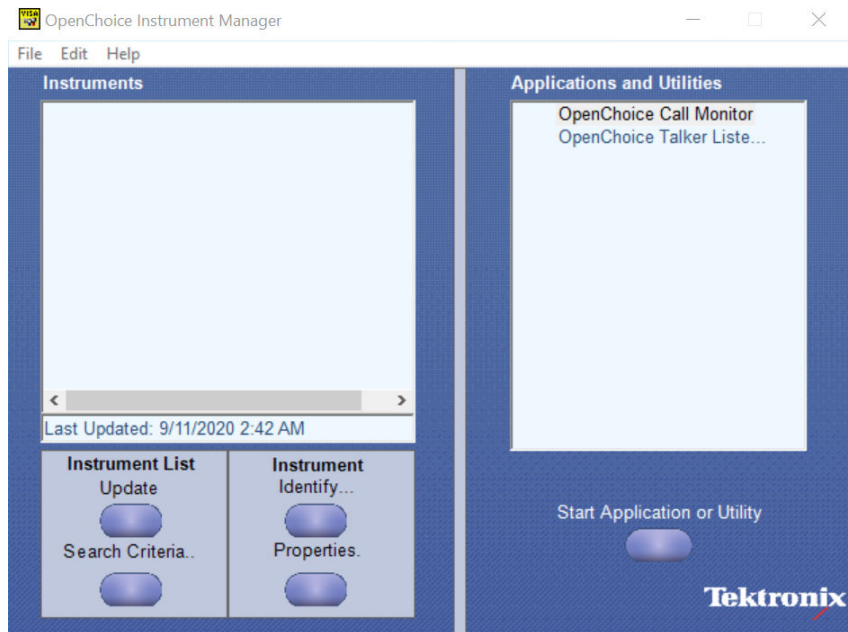 VISA
OpenChoice Instrument Manager
File Edit Help
Instruments
Last Updated: 9/11/2020 2:42 AM
Instrument List
Update
Search Criteria..
Instrument
Identify...
Properties.
Applications and Utilities
OpenChoice Call Monitor
OpenChoice Talker Liste...
Start Application or Utility
Tektronix